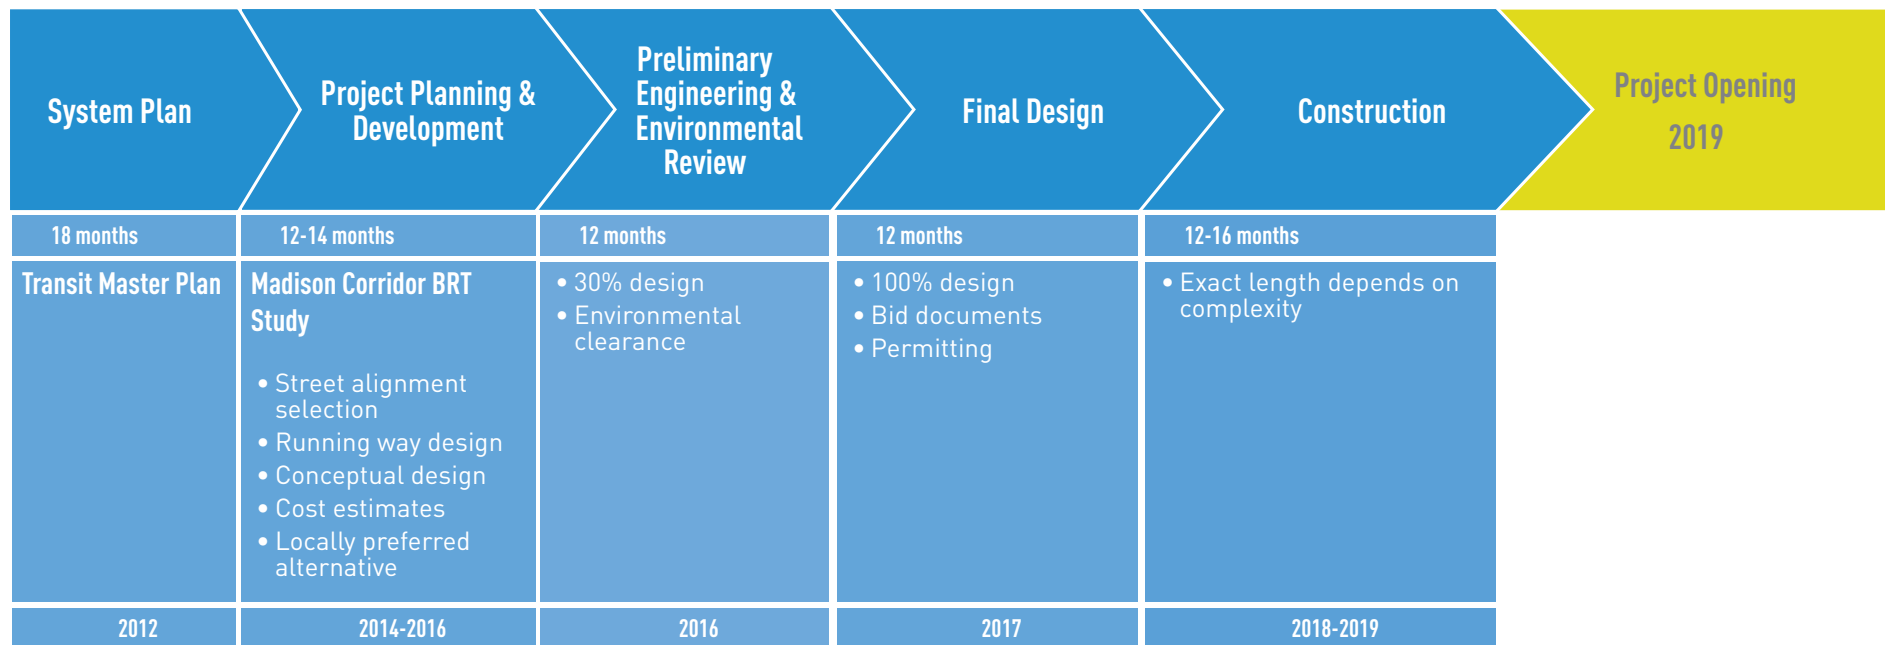 System Plan
Project Planning &
Development
Preliminary
Engineering &
Environmental
Review
Final Design
Construction
Project Opening
2019
18 months
12-14 months
12 months
12 months
12-16 months
Transit Master Plan
Madison Corridor BRT
Study
• Street alignment
selection
• Running way design
• Conceptual design
• Cost estimates
• Locally preferred
alternative
• 30% design
• Environmental
clearance
• 100% design
• Bid documents
• Permitting
• Exact length depends on
complexity
2012
2014-2016
2016
2017
2018-2019